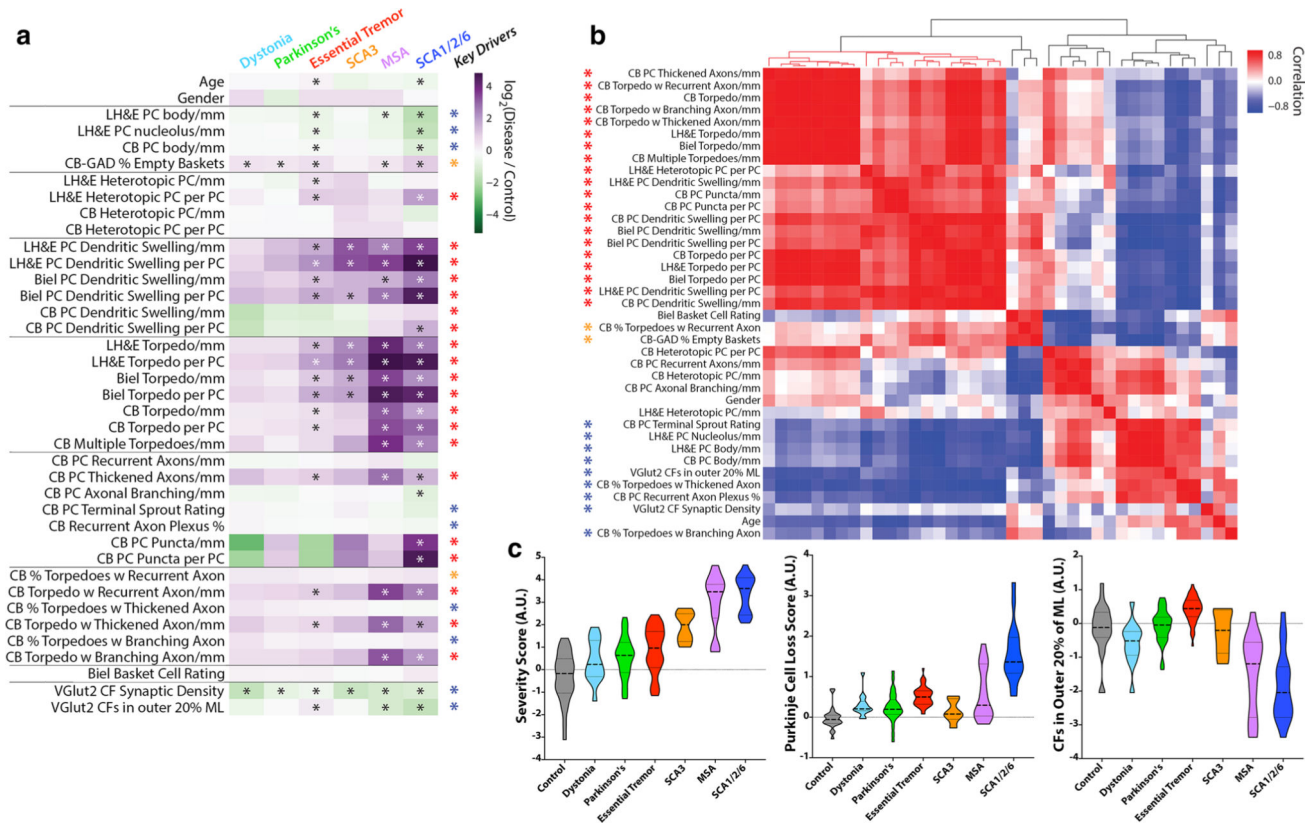 a
Dystonia
Parkinson's
Essential Tremor
SCA3
MSA
SCA1/2/6
Key Drivers
Age
Gender
LH&E PC body/mm
LH&E PC nucleolus/mm
CB PC body/mm
CB-GAD % Empty Baskets
LH&E Heterotopic PC/mm
LH&E Heterotopic PC per PC
CB Heterotopic PC/mm
CB Heterotopic PC per PC
LH&E PC Dendritic Swelling/mm
LH&E PC Dendritic Swelling per PC
Biel PC Dendritic Swelling/mm
Biel PC Dendritic Swelling per PC
CB PC Dendritic Swelling/mm
CB PC Dendritic Swelling per PC
LH&E Torpedo/mm
LH&E Torpedo per PC
Biel Torpedo/mm
Biel Torpedo per PC
CB Torpedo/mm
CB Torpedo per PC
CB Multiple Torpedoes/mm
CB PC Recurrent Axons/mm
CB PC Thickened Axons/mm
CB PC Axonal Branching/mm
CB PC Terminal Sprout Rating
CB Recurrent Axon Plexus %
CB PC Puncta/mm
CB PC Puncta per PC
CB % Torpedoes w Recurrent Axon
CB Torpedo w Recurrent Axon/mm
CB % Torpedoes w Thickened Axon
CB Torpedo w Thickened Axon/mm
CB % Torpedoes w Branching Axon
CB Torpedo w Branching Axon/mm
Biel Basket Cell Rating
VGlut2 CF Synaptic Density
VGlut2 CFs in outer 20% ML
4
2
0
−2
−4
log2(Disease / Control)
b
CB PC Thickened Axons/mm
CB Torpedo w Recurrent Axon/mm
CB Torpedo/mm
CB Torpedo w Branching Axon/mm
CB Torpedo w Thickened Axon/mm
LH&E Torpedo/mm
Biel Torpedo/mm
CB Multiple Torpedoes/mm
LH&E Heterotopic PC per PC
LH&E PC Dendritic Swelling/mm
CB PC Puncta/mm
CB PC Puncta per PC
CB PC Dendritic Swelling per PC
Biel PC Dendritic Swelling/mm
Biel PC Dendritic Swelling per PC
CB Torpedo per PC
LH&E Torpedo per PC
Biel Torpedo per PC
LH&E PC Dendritic Swelling per PC
CB PC Dendritic Swelling/mm
Biel Basket Cell Rating
CB % Torpedoes w Recurrent Axon
CB-GAD % Empty Baskets
CB Heterotopic PC per PC
CB PC Recurrent Axons/mm
CB Heterotopic PC/mm
CB PC Axonal Branching/mm
Gender
LH&E Heterotopic PC/mm
CB PC Terminal Sprout Rating
LH&E PC Nucleolus/mm
LH&E PC Body/mm
CB PC Body/mm
VGlut2 CFs in outer 20% ML
CB % Torpedoes w Thickened Axon
CB PC Recurrent Axon Plexus %
VGlut2 CF Synaptic Density
Age
CB % Torpedoes w Branching Axon
0.8
0.0
−0.8
Correlation
c
Severity Score (A.U.)
5
4
3
2
1
0
-1
-2
-3
-4
Control
Dystonia
Parkinson's
Essential Tremor
SCA3
MSA
SCA1/2/6
Purkinje Cell Loss Score (A.U.)
4
3
2
1
0
-1
Control
Dystonia
Parkinson's
Essential Tremor
SCA3
MSA
SCA1/2/6
CFs in Outer 20% of ML (A.U.)
2
1
0
-1
-2
-3
-4
Control
Dystonia
Parkinson's
Essential Tremor
SCA3
MSA
SCA1/2/6